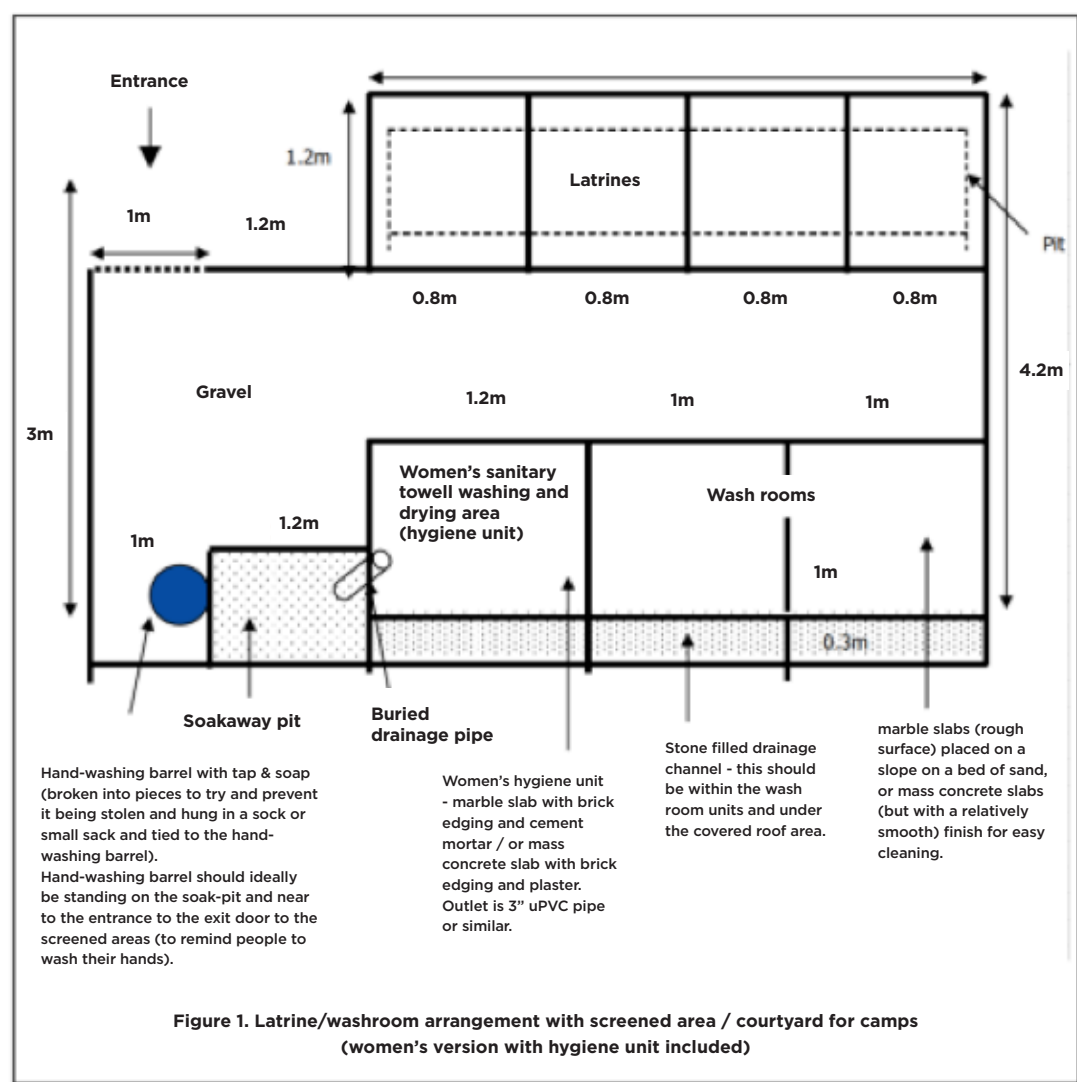 Entrance
1.2m
Latrines
1m
1.2m
Pit
0.8m
0.8m
0.8m
0.8m
4.2m
Gravel
1.2m
1m
1m
3m
Women’s sanitary
towell washing and
drying area
(hygiene unit)
Wash rooms
1.2m
1m
1m
0.3m
Soakaway pit
Buried
drainage pipe
Hand-washing barrel with tap & soap
(broken into pieces to try and prevent
it being stolen and hung in a sock or
small sack and tied to the hand-
washing barrel).
Hand-washing barrel should ideally
be standing on the soak-pit and near
to the entrance to the exit door to the
screened areas (to remind people to
wash their hands).
Women’s hygiene unit
- marble slab with brick
edging and cement
mortar / or mass
concrete slab with brick
edging and plaster.
Outlet is 3” uPVC pipe
or similar.
Stone filled drainage
channel - this should
be within the wash
room units and under
the covered roof area.
marble slabs (rough
surface) placed on a
slope on a bed of sand,
or mass concrete slabs
(but with a relatively
smooth) finish for easy
cleaning.
Figure 1. Latrine/washroom arrangement with screened area / courtyard for camps
(women’s version with hygiene unit included)